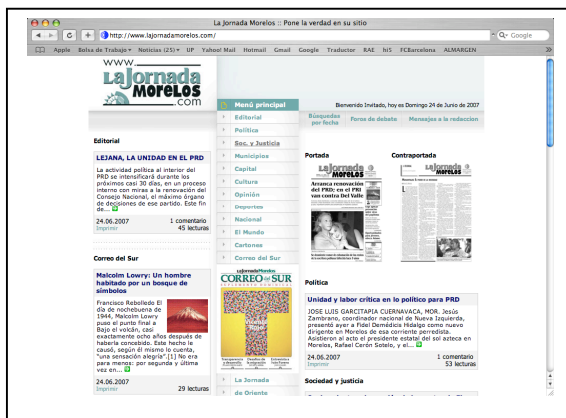 La Jornada Morelos :: Pone la verdad en su sitio
http://www.lajornadamorelos.com/
Google
Apple Bolsa de Trabajo Noticias (25) UP Yahoo! Mail Hotmail Gmail Google Traductor RAE hi5 FCBarcelona ALMARGEN
www.
LaJornada
MORELOS
.com
Menú principal
Editorial
Política
Soc. y Justicia
Municipios
Capital
Cultura
Opinión
Deportes
Nacional
El Mundo
Cartones
Correo del Sur
Bienvenido Invitado, hoy es Domingo 24 de Junio de 2007
Búsquedas por fecha
Foros de debate
Mensajes a la redaccion
Editorial
LEJANA, LA UNIDAD EN EL PRD
La actividad política al interior del
PRD se intensificará durante los
próximos casi 30 días, en un proceso
interno con miras a la renovación del
Consejo Nacional, el máximo órgano
de decisiones de ese partido. Este fin
de...
24.06.2007 1 comentario
Imprimir 45 lecturas
Correo del Sur
Malcolm Lowry: Un hombre
habitado por un bosque de
símbolos
Francisco Rebolledo El
día de nochebuena de
1944, Malcolm Lowry
puso el punto final a
Bajo el volcán, casi
exactamente ocho años después de
haberla concebido. Este hecho le
causó, según él mismo lo cuenta,
"una sensación alegría".[1] No era
para menos: por segunda y última
vez en...
24.06.2007
Imprimir 29 lecturas
LaJornada Morelos
CORREO del SUR
SUPLEMENTO DOMINICAL
La Jornada
de Oriente
Portada
LaJornada
MORELOS
Arranca renovación
del PRD; en el PRI
van contra Del Valle
Contraportada
LaJornada
MORELOS
Política
Unidad y labor crítica en lo político para PRD
JOSE LUIS GARCITAPIA CUERNAVACA, MOR. Jesús
Zambrano, coordinador nacional de Nueva Izquierda,
presentó ayer a Fidel Demédicis Hidalgo como nuevo
dirigente en Morelos de esa corriente perredista.
Asistieron al acto el presidente estatal del sol azteca en
Morelos, Rafael Cerón Sotelo, y el...
24.06.2007 1 comentario
Imprimir 53 lecturas
Sociedad y justicia